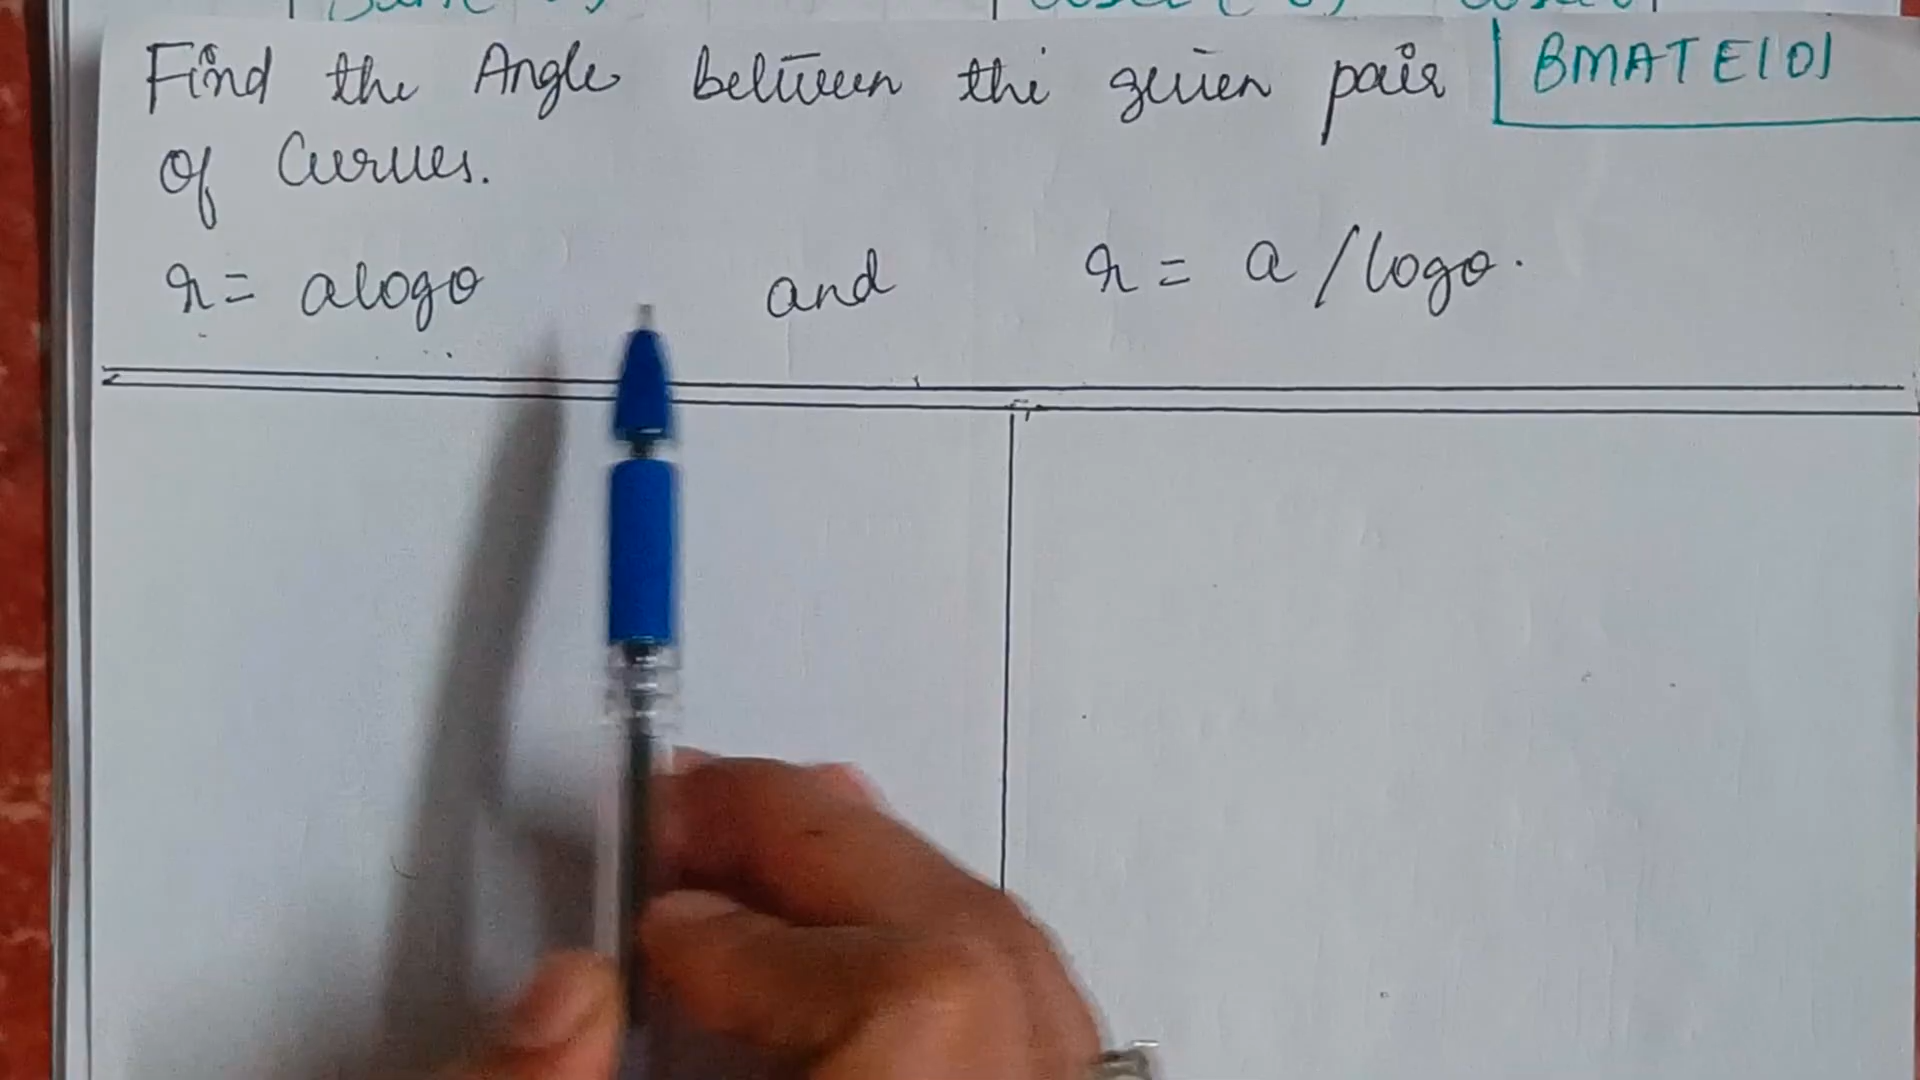 Find the Angle between the given pair
BMATE101
of Curves.
r = alogθ and r = a/logθ.